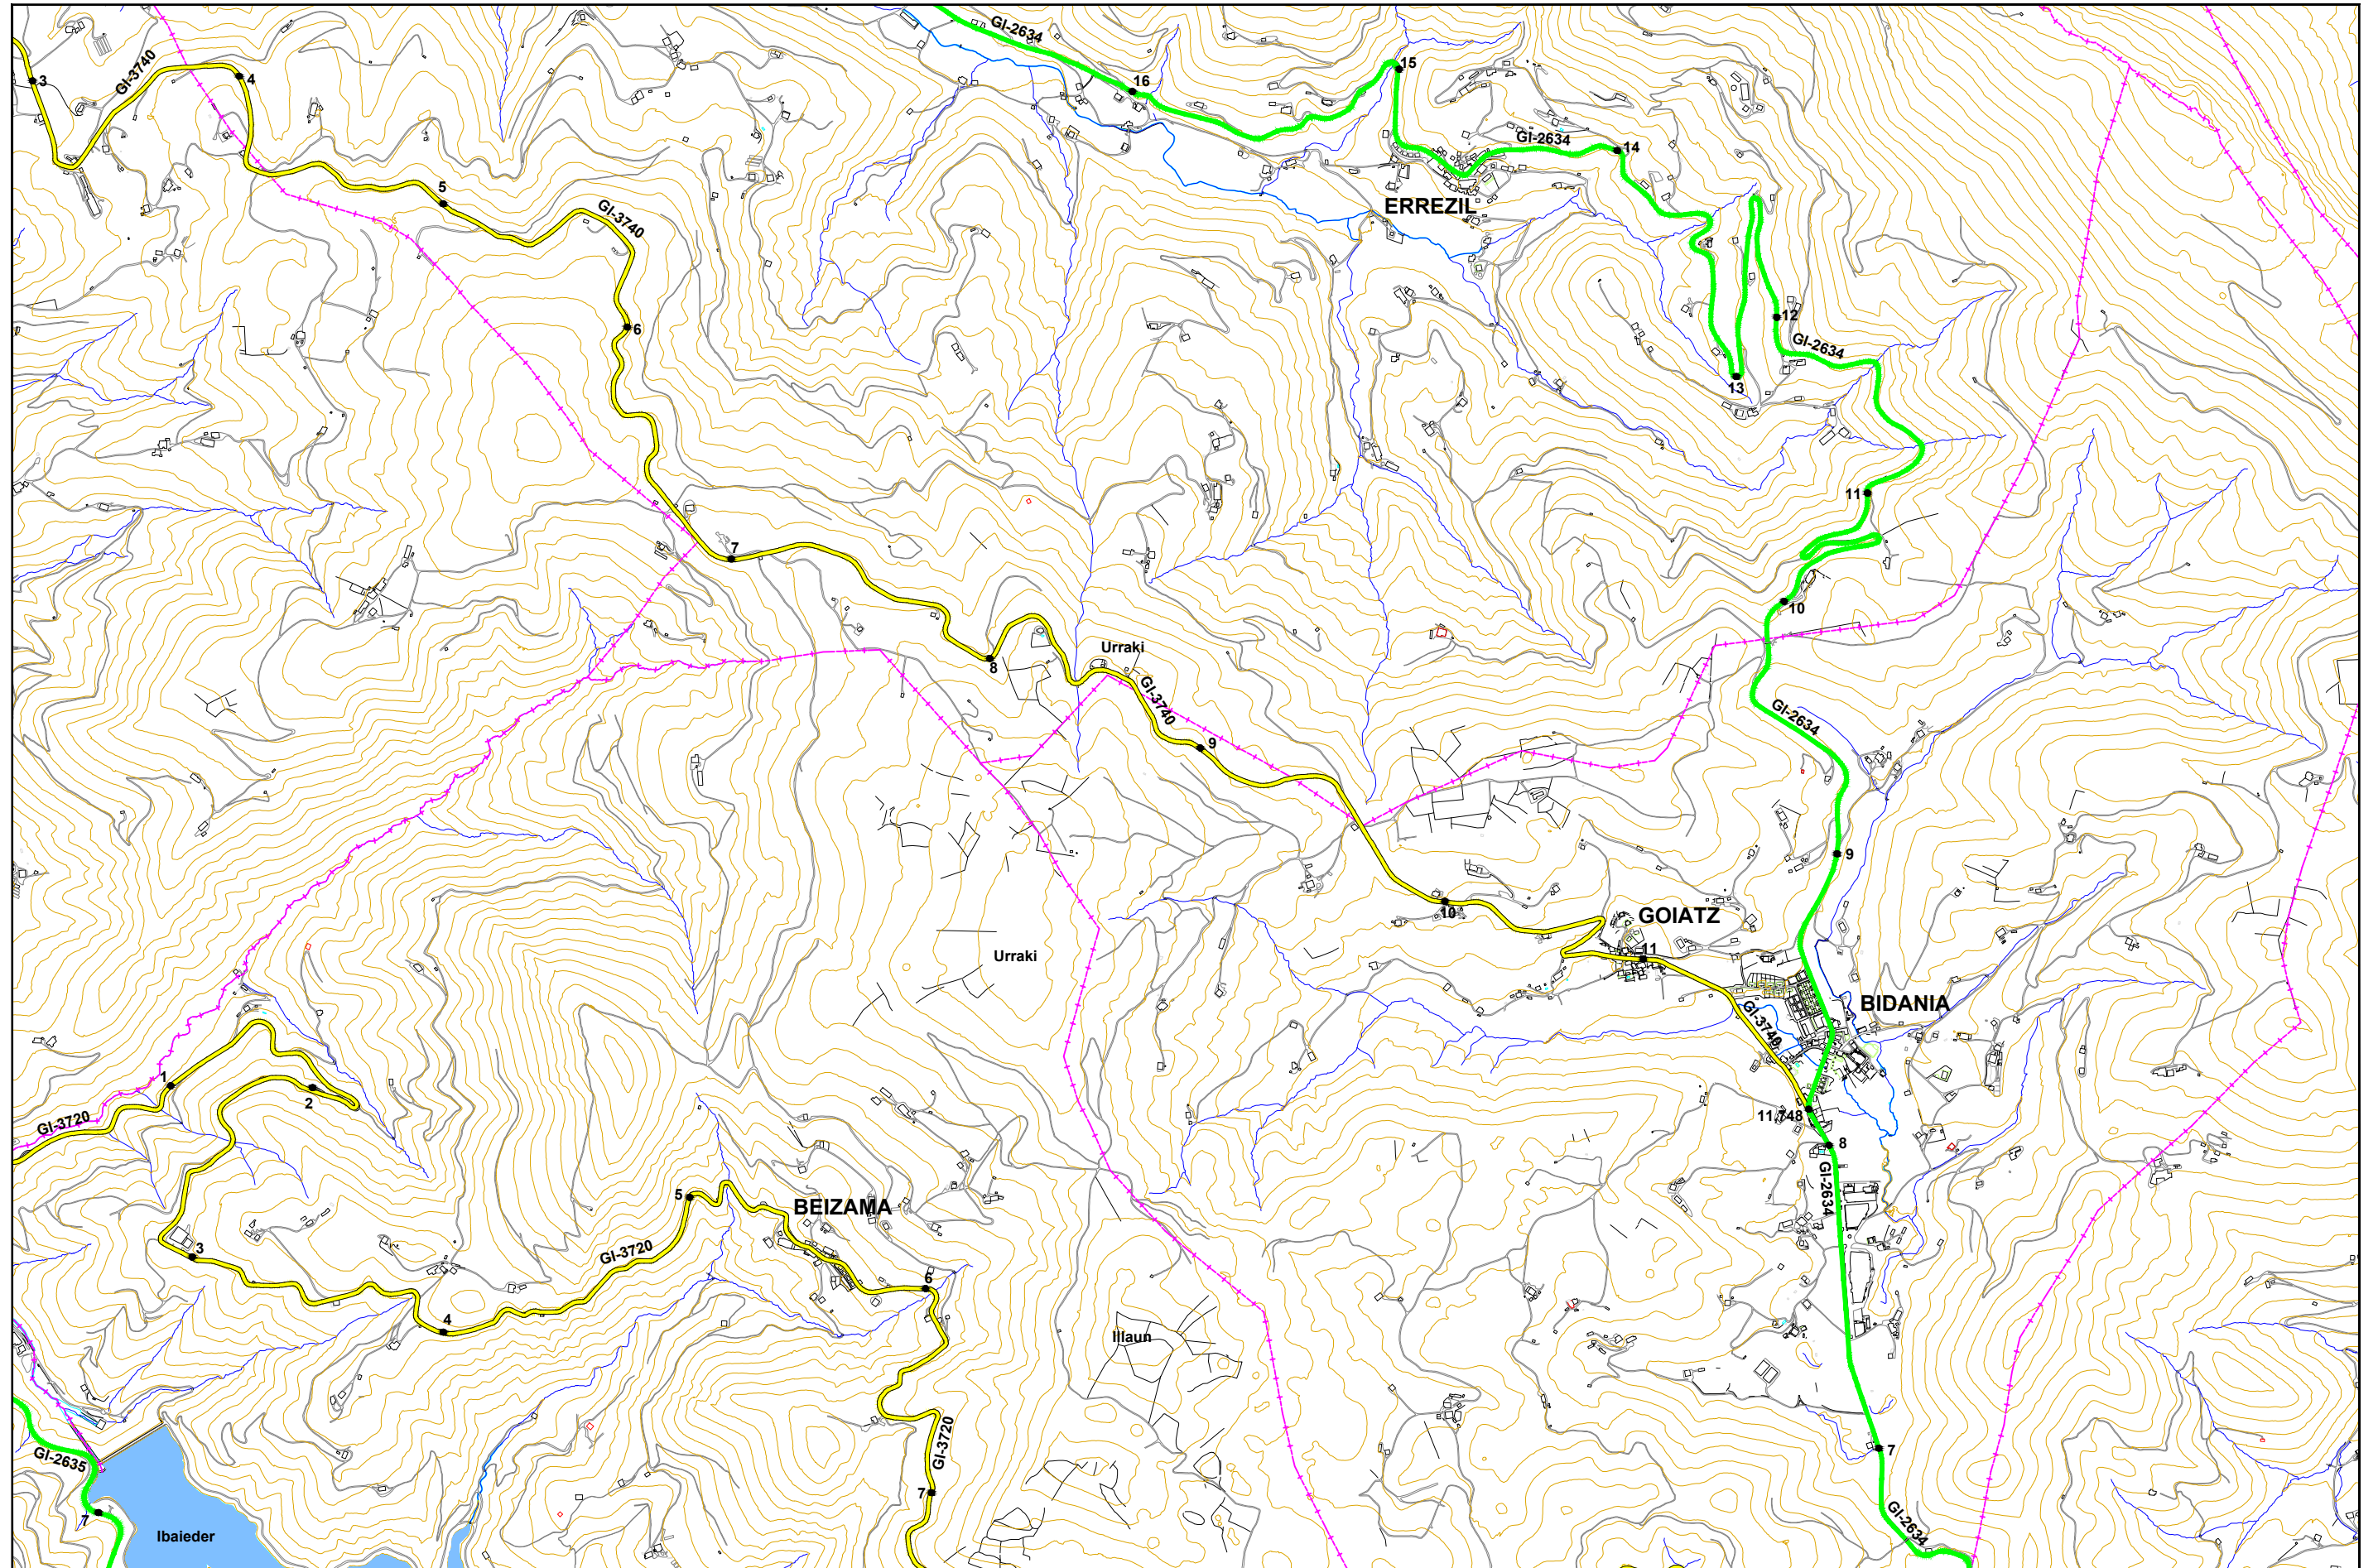 GI-2634
GI-3740
3
4
16
15
GI-2634
14
5
GI-3740
ERREZIL
6
12
GI-2634
13
11
7
10
8
Urraki
GI-3740
GI-2634
9
9
10
GOIATZ
11
Urraki
BIDANIA
GI-3740
1
2
GI-3720
11,748
8
GI-2634
5
BEIZAMA
3
GI-3720
6
4
Illaun
GI-3720
7
GI-2635
7
7
GI-2634
Ibaieder